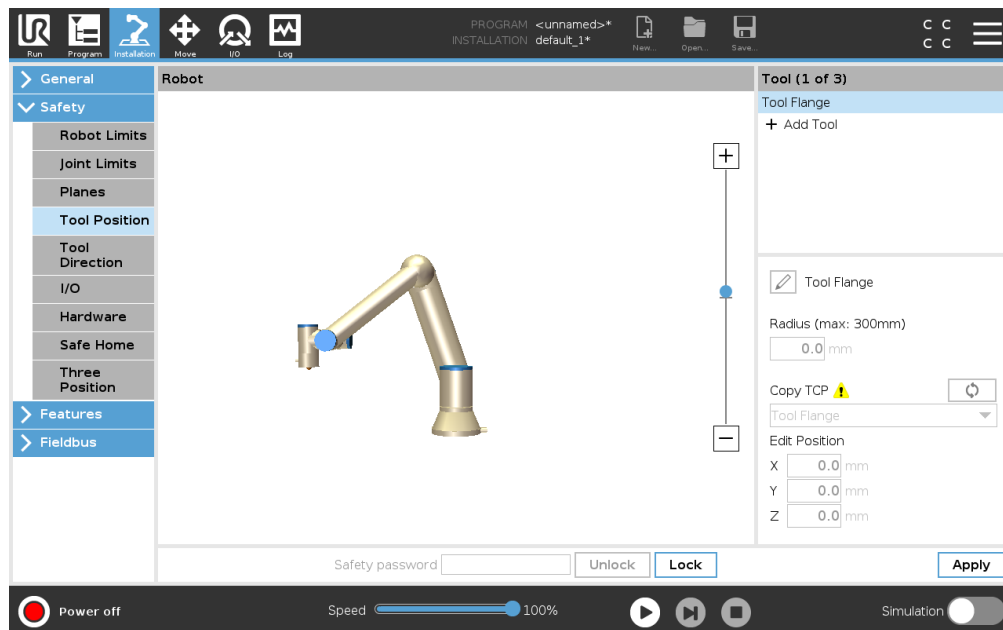 PROGRAM <unnamed>*
INSTALLATION default_1*
C C
C C
UR
Run
Program
Installation
Move
I/O
Log
New...
Open...
Save...
General
Safety
Robot Limits
Joint Limits
Planes
Tool Position
Tool
Direction
I/O
Hardware
Safe Home
Three
Position
Features
Fieldbus
Robot
Tool (1 of 3)
Tool Flange
+ Add Tool
Tool Flange
Radius (max: 300mm)
0.0 mm
Copy TCP
Tool Flange
Edit Position
X 0.0 mm
Y 0.0 mm
Z 0.0 mm
Safety password
Unlock
Lock
Apply
Power off
Speed
100%
Simulation